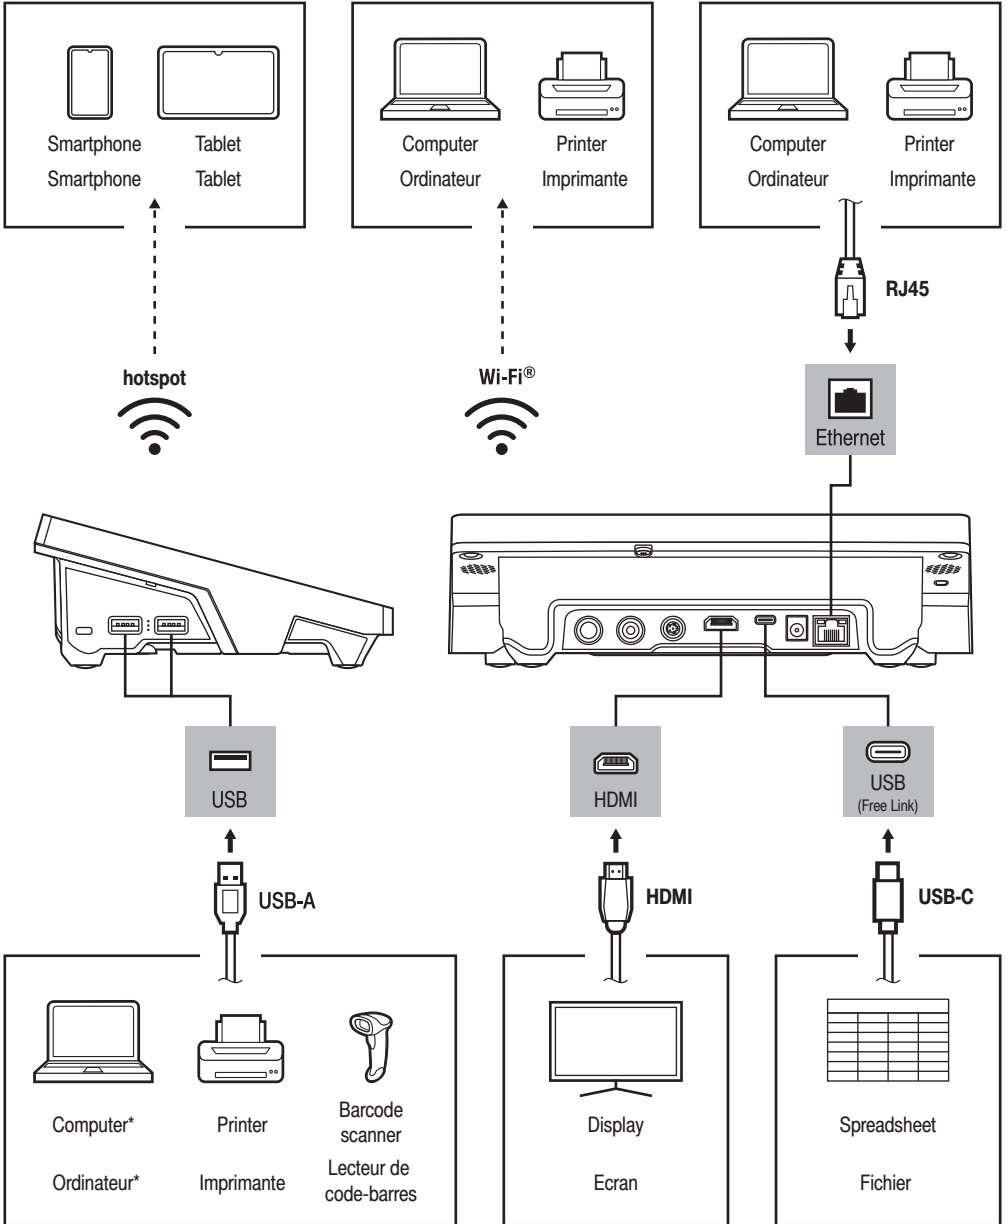 Smartphone Tablet
Smartphone Tablet
Computer Printer
Ordinateur Imprimante
Computer Printer
Ordinateur Imprimante
RJ45
hotspot
Wi-Fi®
Ethernet
USB
HDMI
USB
(Free Link)
USB-A
HDMI
USB-C
Computer*
Printer
Barcode
scanner
Ordinateur*
Imprimante
Lecteur de
code-barres
Display
Ecran
Spreadsheet
Fichier